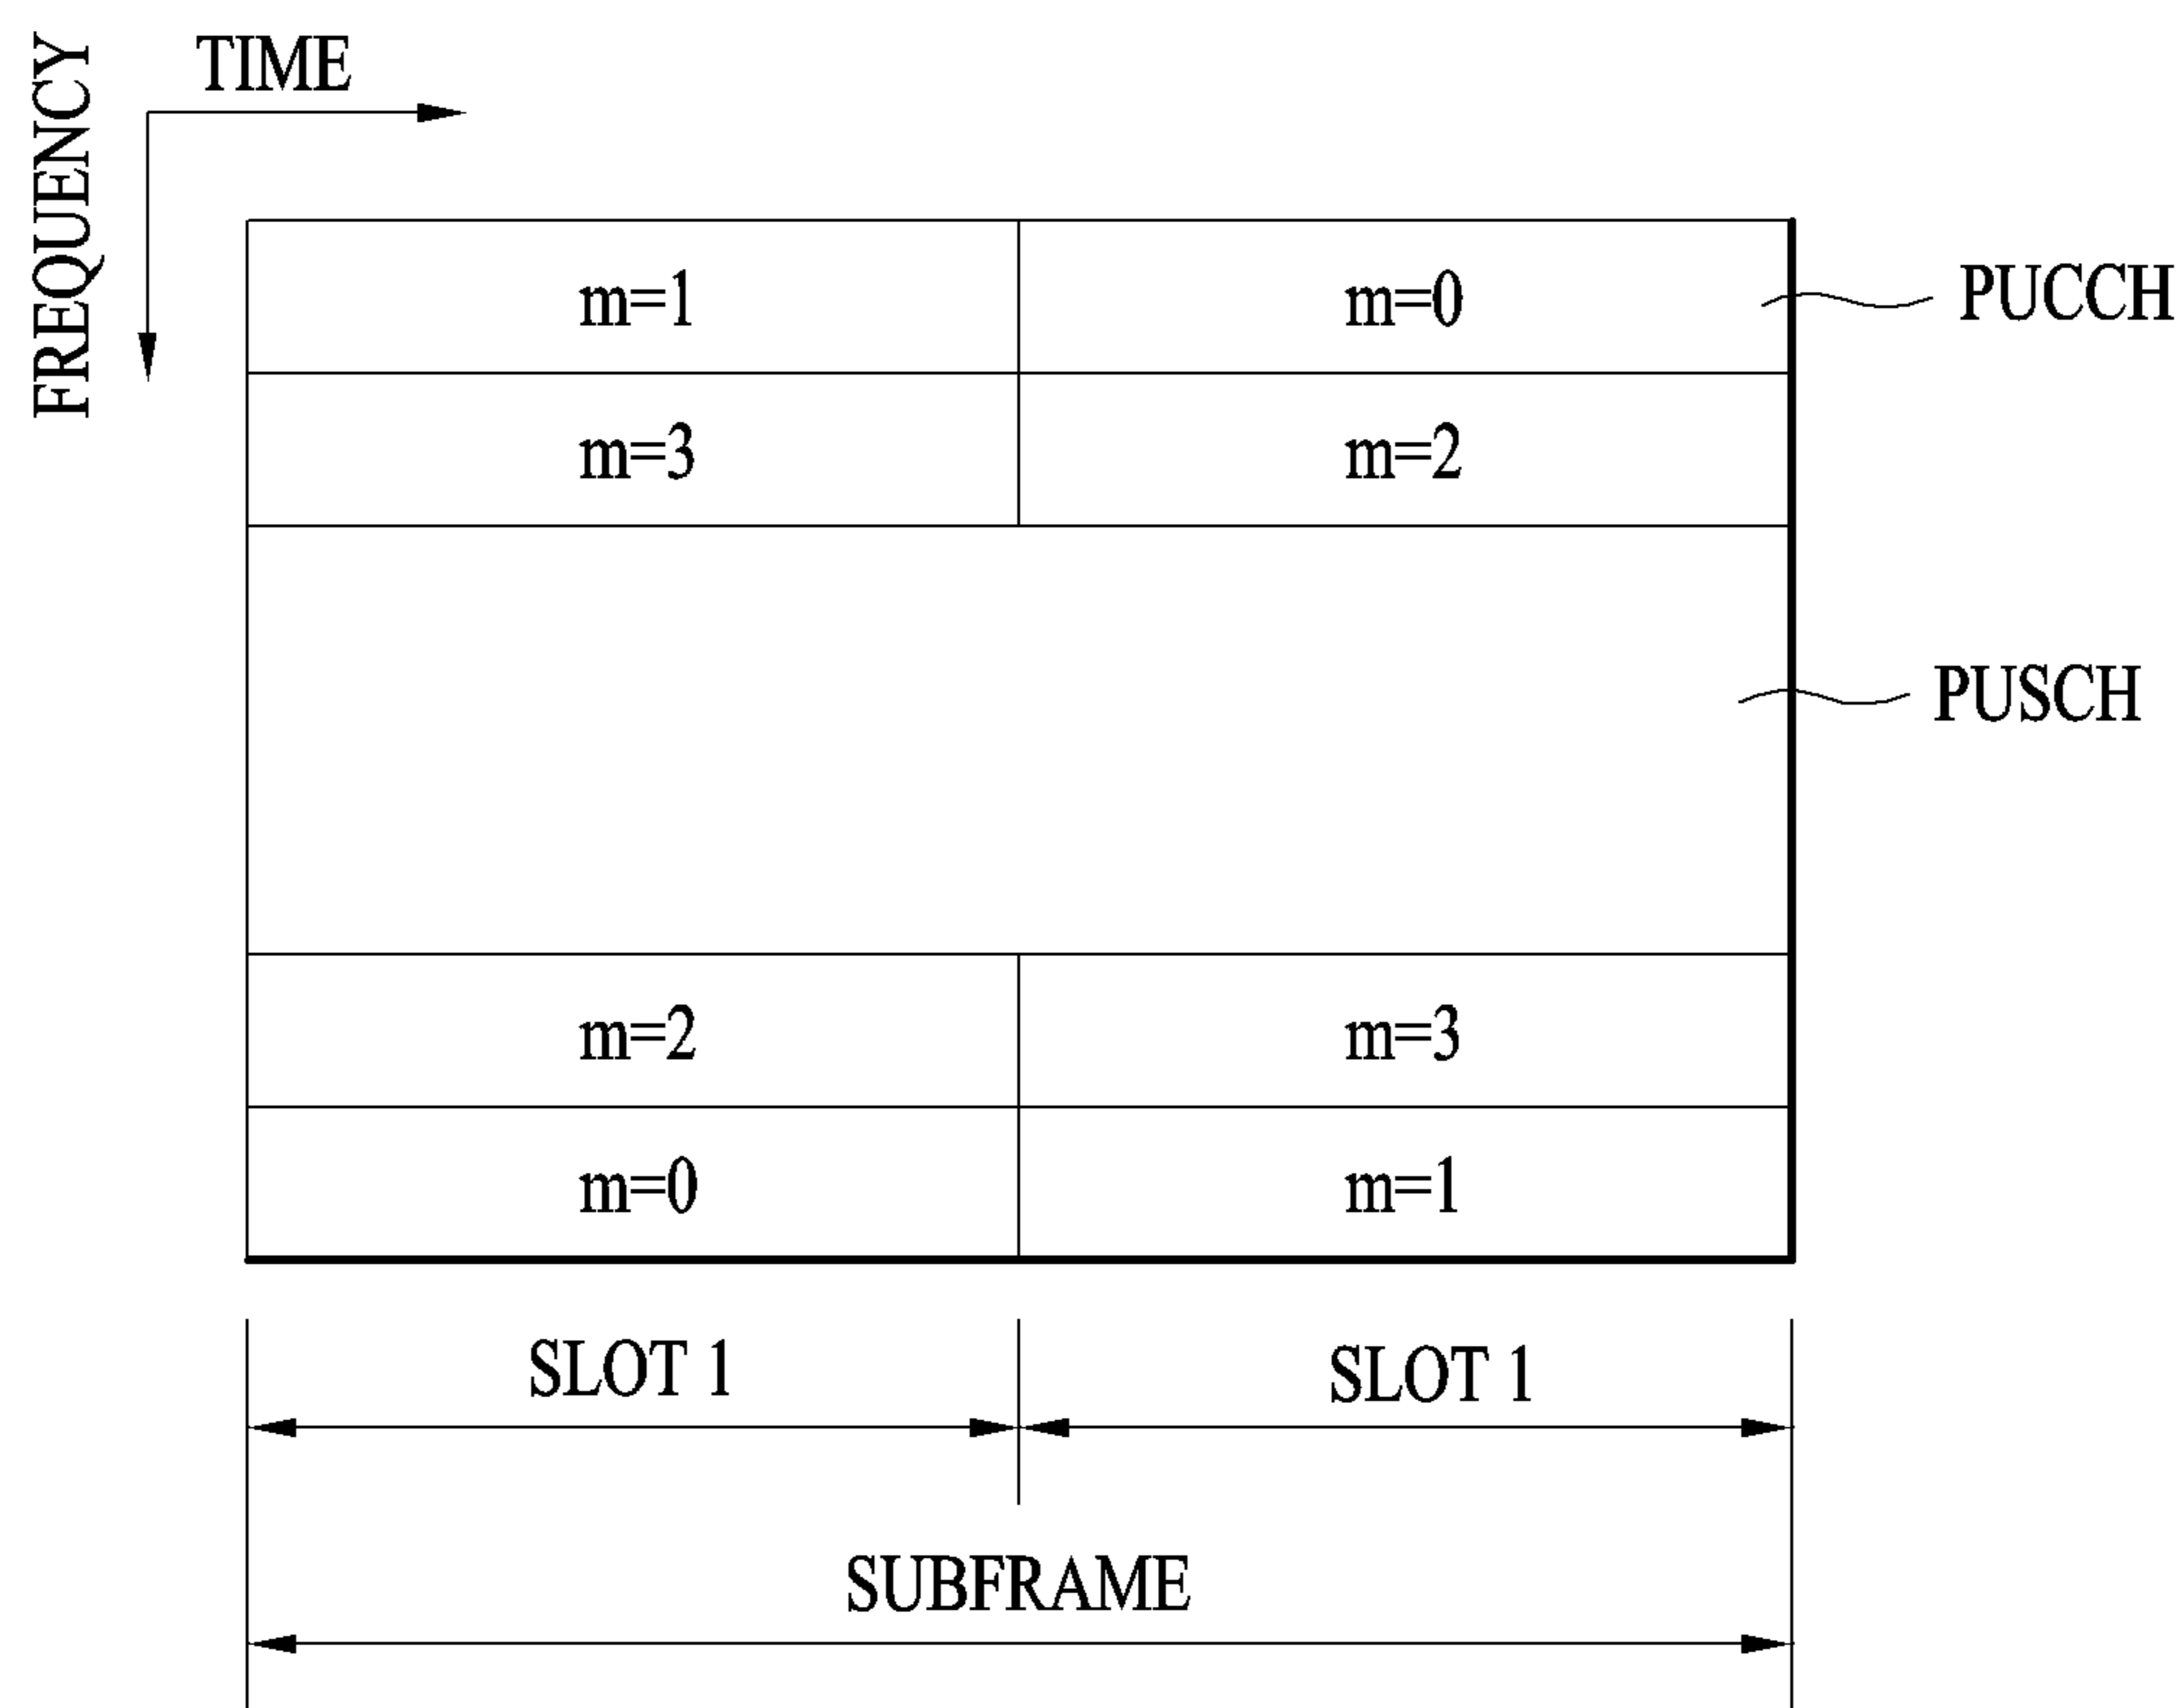 TIME
FREQUENCY
m=1 m=0 PUCCH
m=3 m=2
PUSCH
m=2 m=3
m=0 m=1
SLOT 1 SLOT 1
SUBFRAME